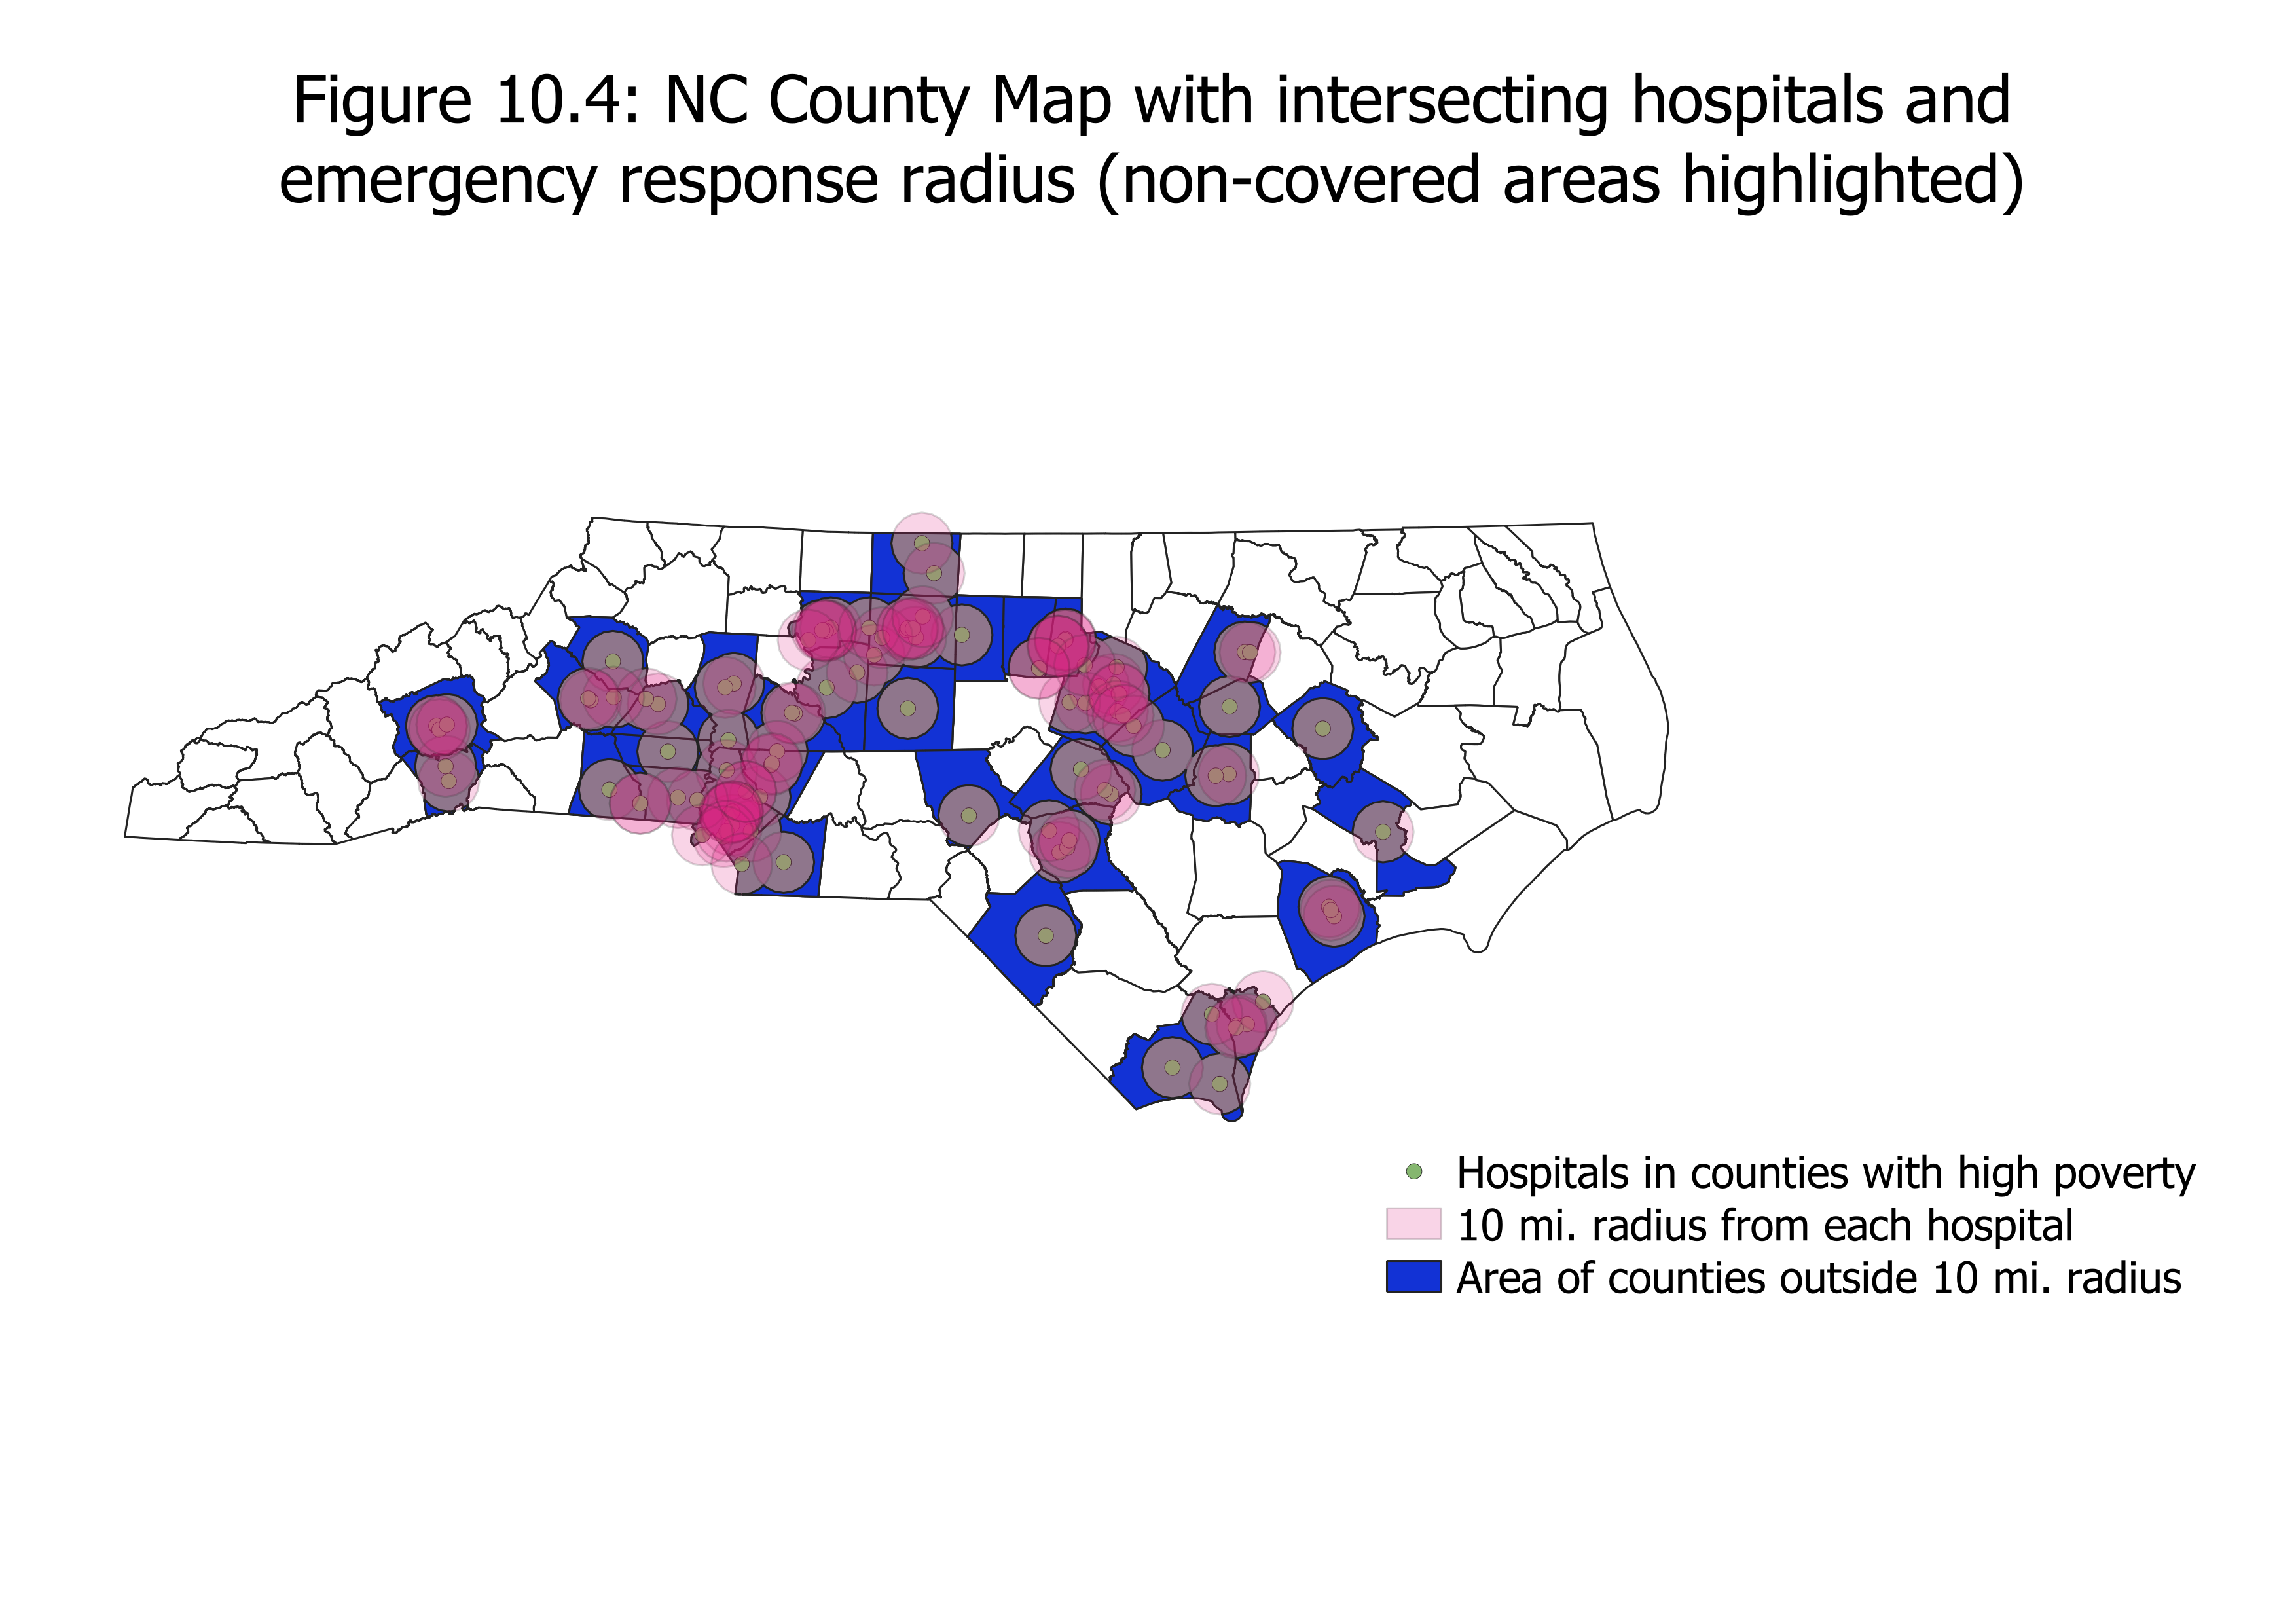 Figure 10.4: NC County Map with intersecting hospitals and
emergency response radius (non-covered areas highlighted)
Hospitals in counties with high poverty
10 mi. radius from each hospital
Area of counties outside 10 mi. radius